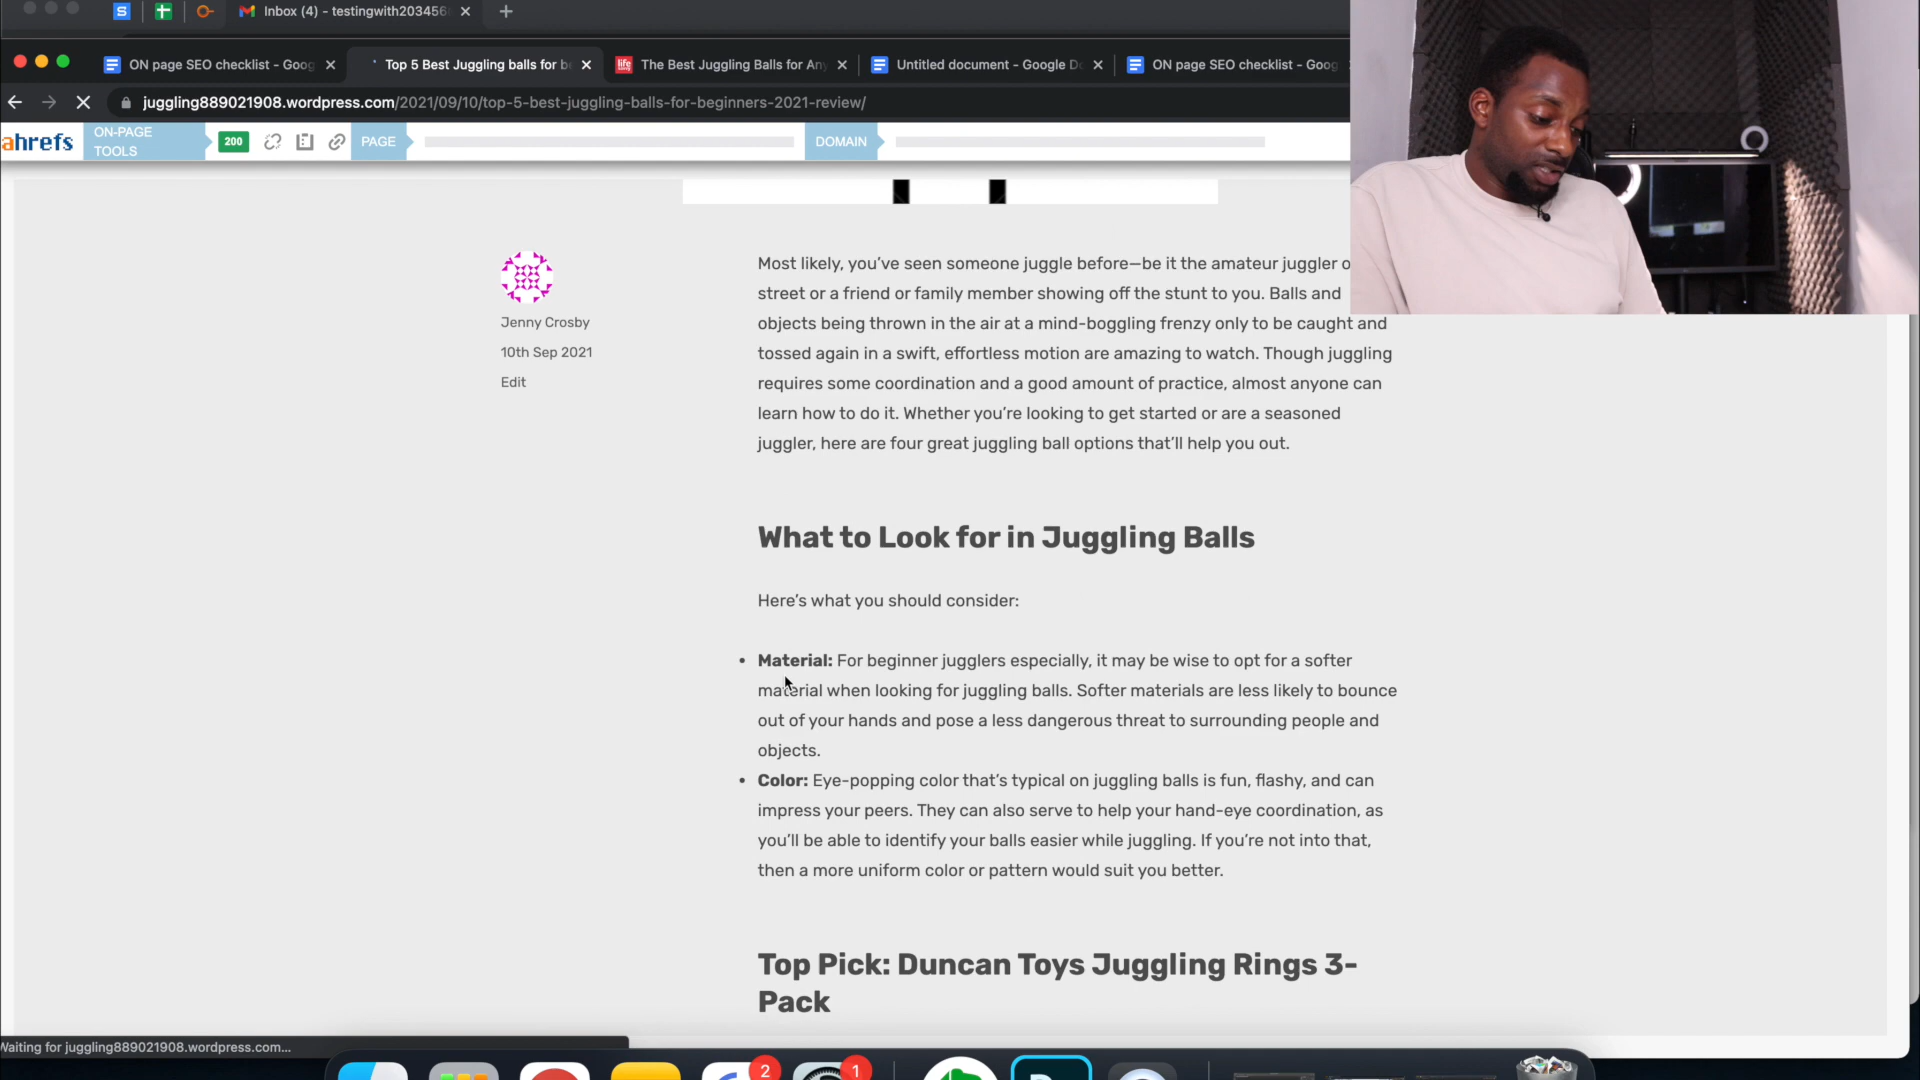 Inbox (4) - testingwith203456
ON page SEO checklist - Goog
Top 5 Best Juggling balls for b
The Best Juggling Balls for Any
Untitled document - Google D
ON page SEO checklist - Goog
juggling889021908.wordpress.com/2021/09/10/top-5-best-juggling-balls-for-beginners-2021-review/
ahrefs
ON-PAGE
TOOLS
200
PAGE
DOMAIN
Jenny Crosby
10th Sep 2021
Edit
Most likely, you've seen someone juggle before—be it the amateur juggler o
street or a friend or family member showing off the stunt to you. Balls and
objects being thrown in the air at a mind-boggling frenzy only to be caught and
tossed again in a swift, effortless motion are amazing to watch. Though juggling
requires some coordination and a good amount of practice, almost anyone can
learn how to do it. Whether you're looking to get started or are a seasoned
juggler, here are four great juggling ball options that'll help you out.
What to Look for in Juggling Balls
Here's what you should consider:
• Material: For beginner jugglers especially, it may be wise to opt for a softer
material when looking for juggling balls. Softer materials are less likely to bounce
out of your hands and pose a less dangerous threat to surrounding people and
objects.
• Color: Eye-popping color that's typical on juggling balls is fun, flashy, and can
impress your peers. They can also serve to help your hand-eye coordination, as
you'll be able to identify your balls easier while juggling. If you're not into that,
then a more uniform color or pattern would suit you better.
Top Pick: Duncan Toys Juggling Rings 3-
Pack
Waiting for juggling889021908.wordpress.com...
2
1